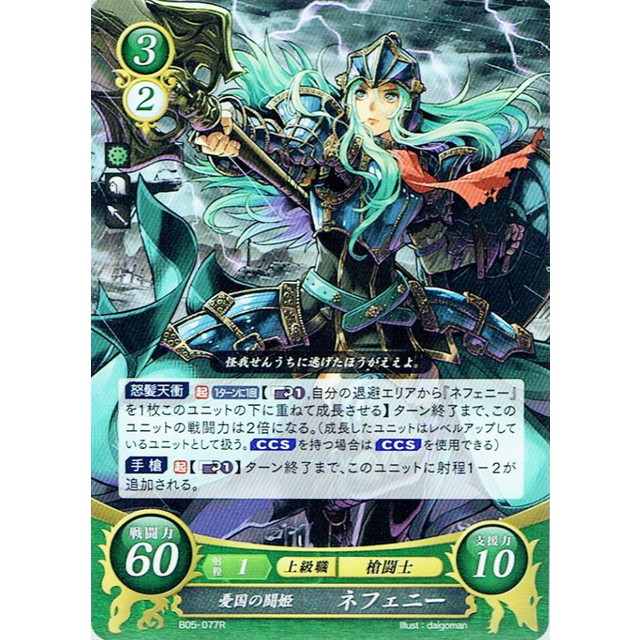 3
2
怪我せんうちに逃げたほうがええよ。
怒髪天衝 起 1ターンに1回【1,自分の退避エリアから『ネフェニー』
を1枚このユニットの下に重ねて成長させる】ターン終了まで、この
ユニットの戦闘力は2倍になる。(成長したユニットはレベルアップして
いるユニットとして扱う。CCSを持つ場合はCCSを使用できる)
手槍 起【1】ターン終了まで、このユニットに射程1-2が
追加される。
戦闘力
60
射程 1 上級職 槍闘士
支援力
10
憂国の闘姫 ネフェニー
B05-077R
Illust : daigoman